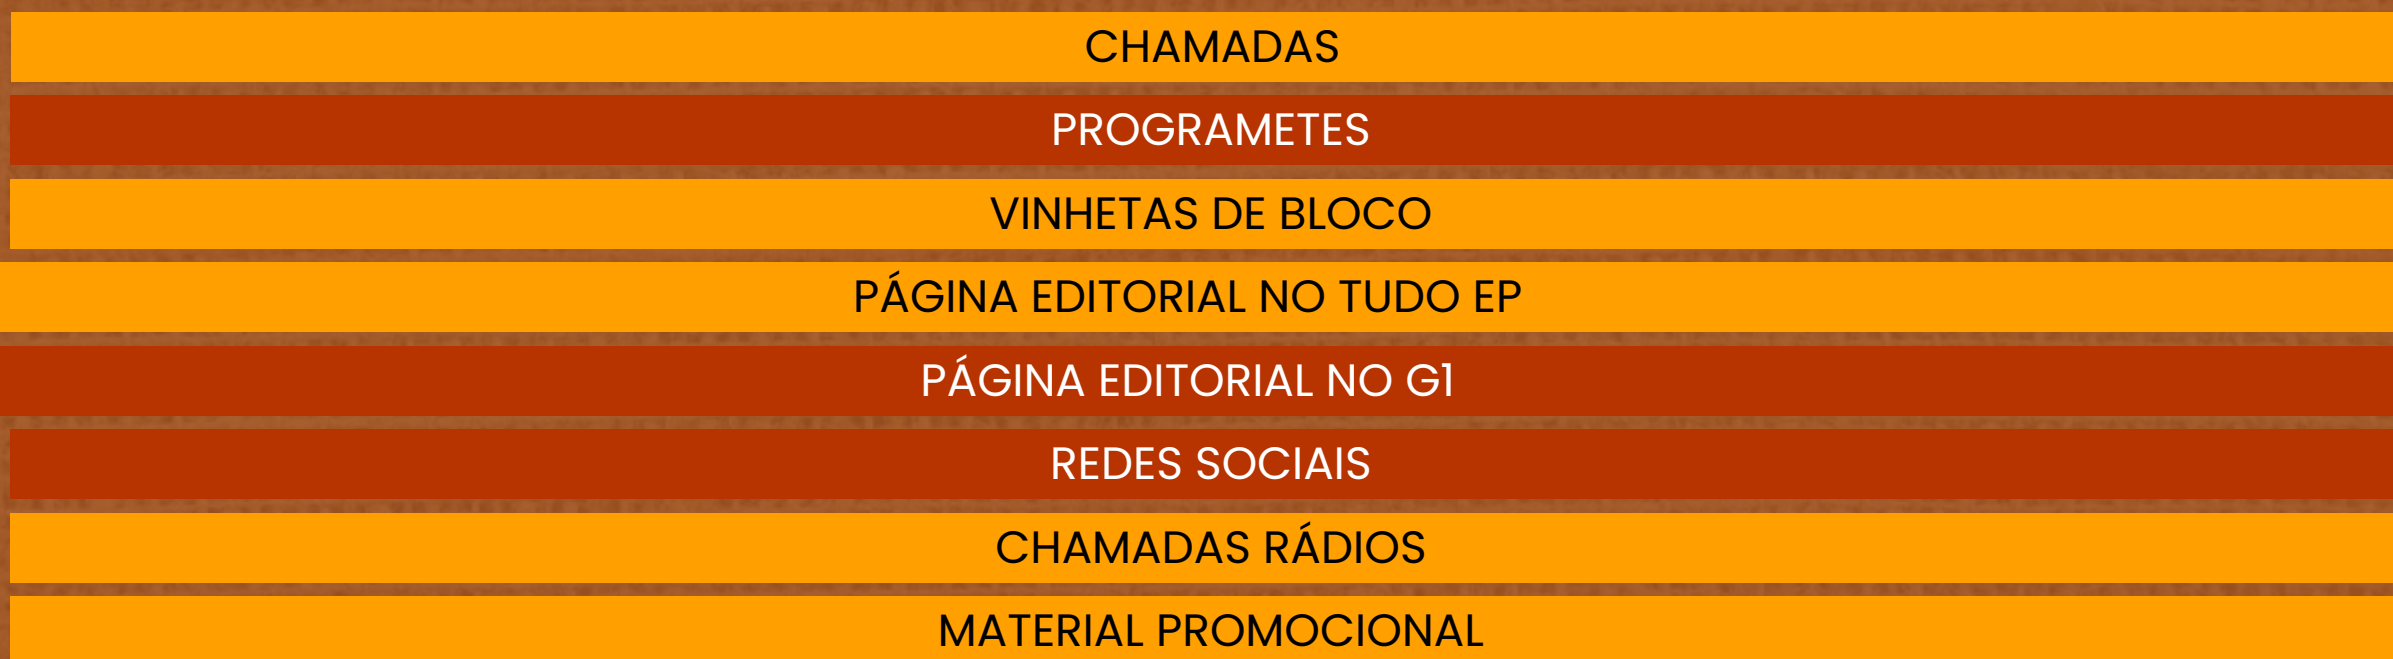 CHAMADAS
PROGRAMETES
VINHETAS DE BLOCO
PÁGINA EDITORIAL NO TUDO EP
PÁGINA EDITORIAL NO G1
REDES SOCIAIS
CHAMADAS RÁDIOS
MATERIAL PROMOCIONAL